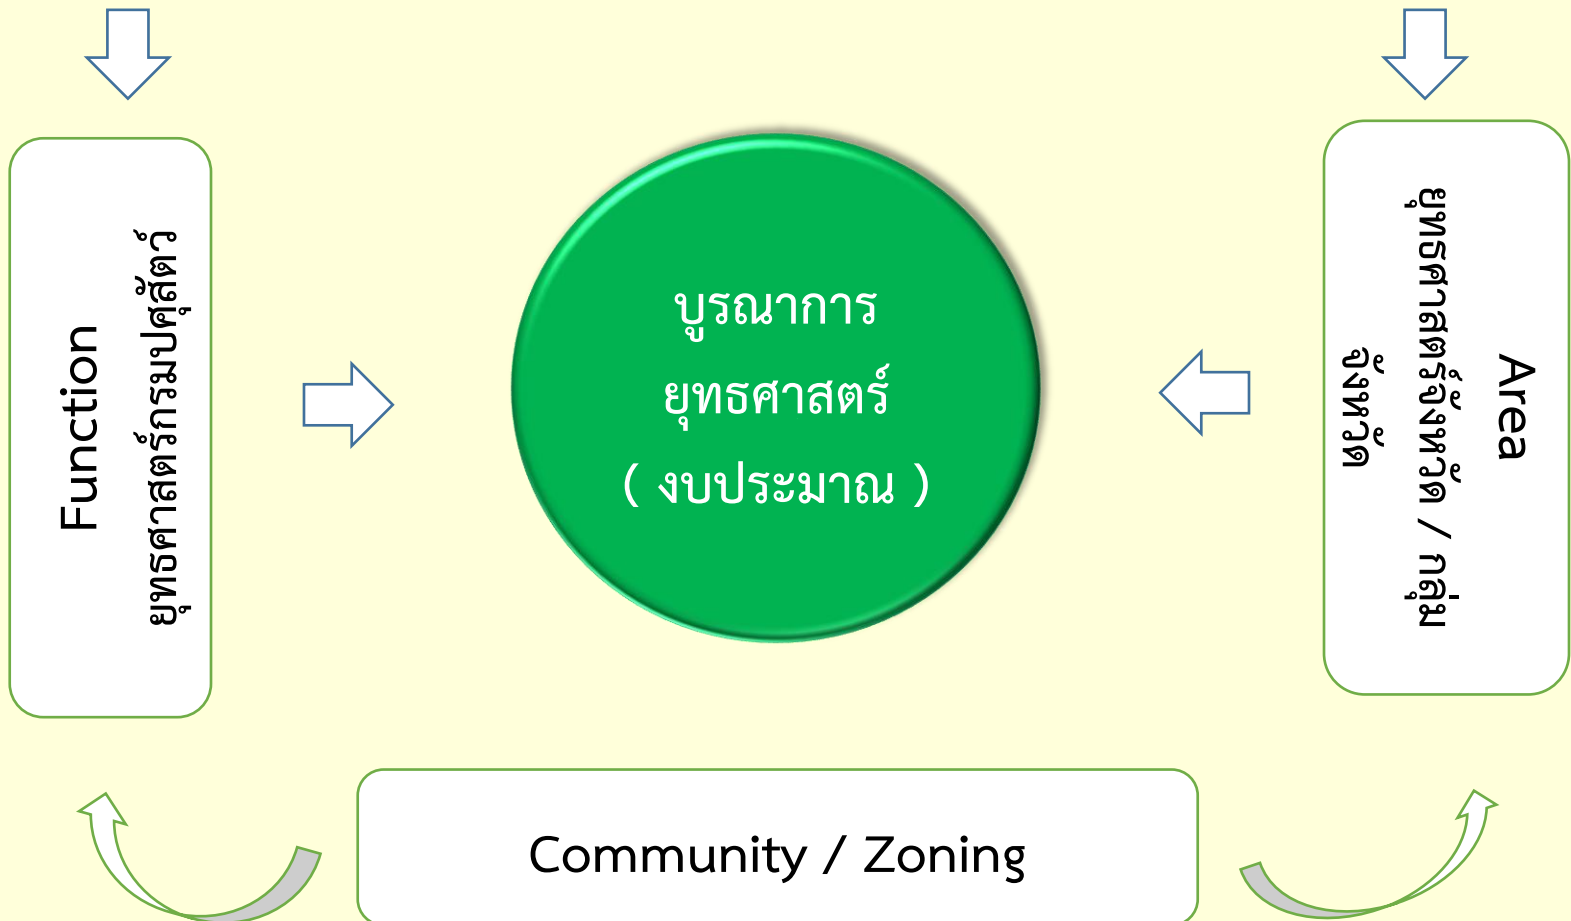 Function
ยุทธศาสตร์กรมปศุสัตว์
บูรณาการ
ยุทธศาสตร์
( งบประมาณ )
Area
ยุทธศาสตร์จังหวัด / กลุ่ม
จังหวัด
Community / Zoning